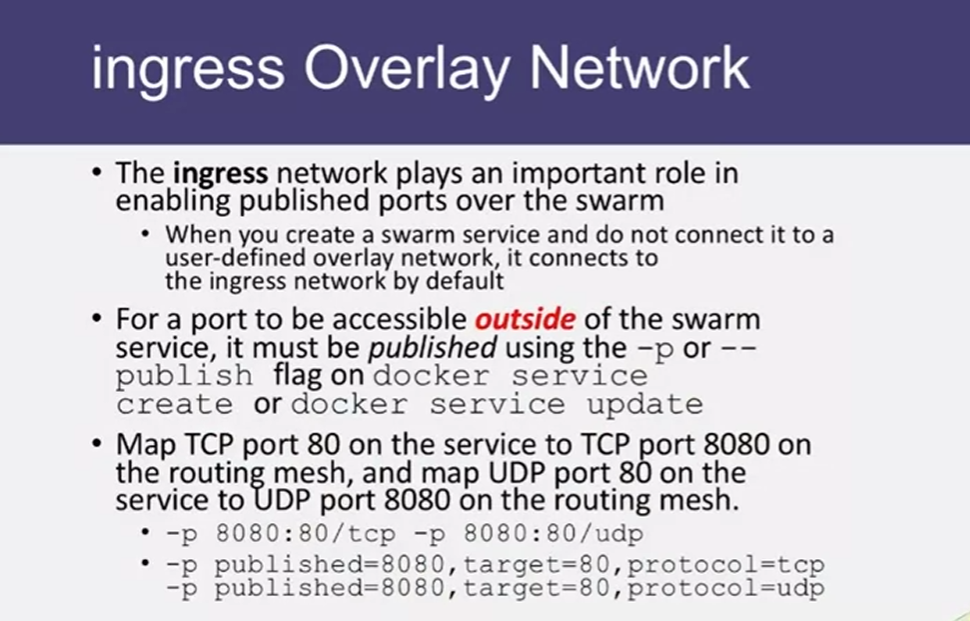 ingress Overlay Network
• The ingress network plays an important role in
enabling published ports over the swarm
• When you create a swarm service and do not connect it to a
user-defined overlay network, it connects to
the ingress network by default
• For a port to be accessible outside of the swarm
service, it must be published using the -p or --
publish flag on docker service
create or docker service update
• Map TCP port 80 on the service to TCP port 8080 on
the routing mesh, and map UDP port 80 on the
service to UDP port 8080 on the routing mesh.
• -p 8080:80/tcp -p 8080:80/udp
• -p published=8080,target=80,protocol=tcp
-p published=8080,target=80,protocol=udp